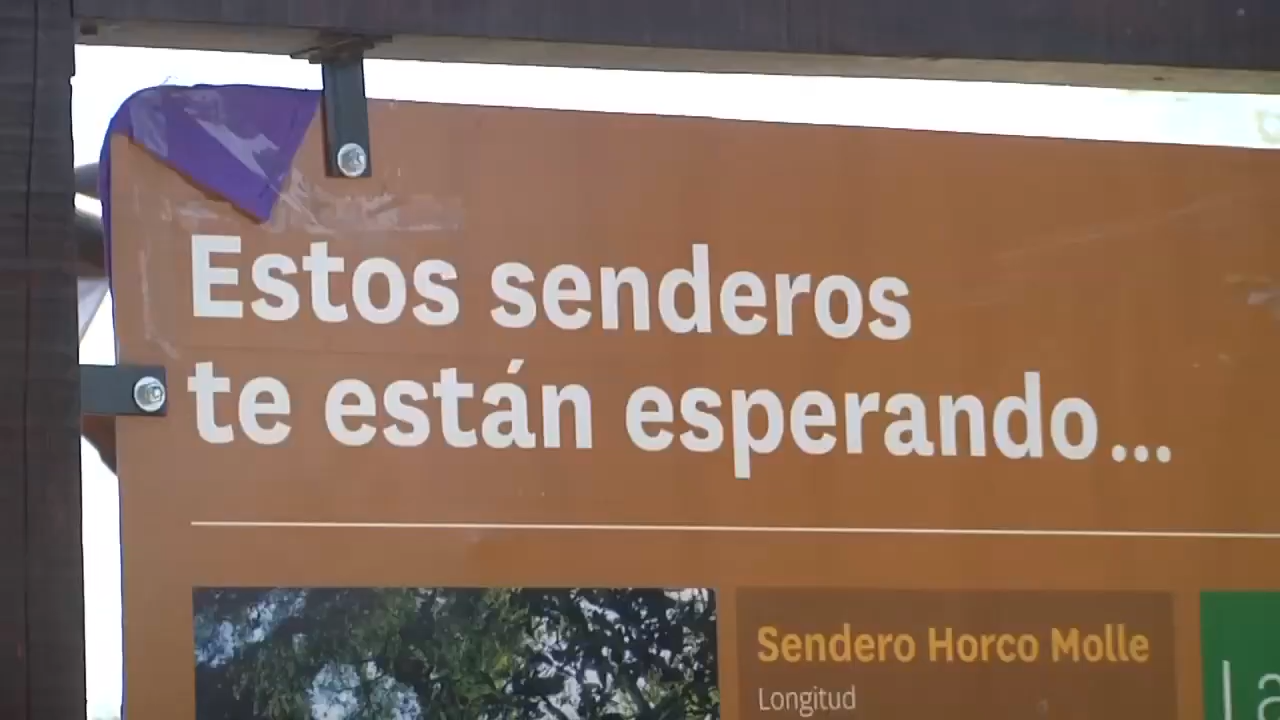 Estos senderos
te están esperando...
Sendero Horco Molle
Longitud